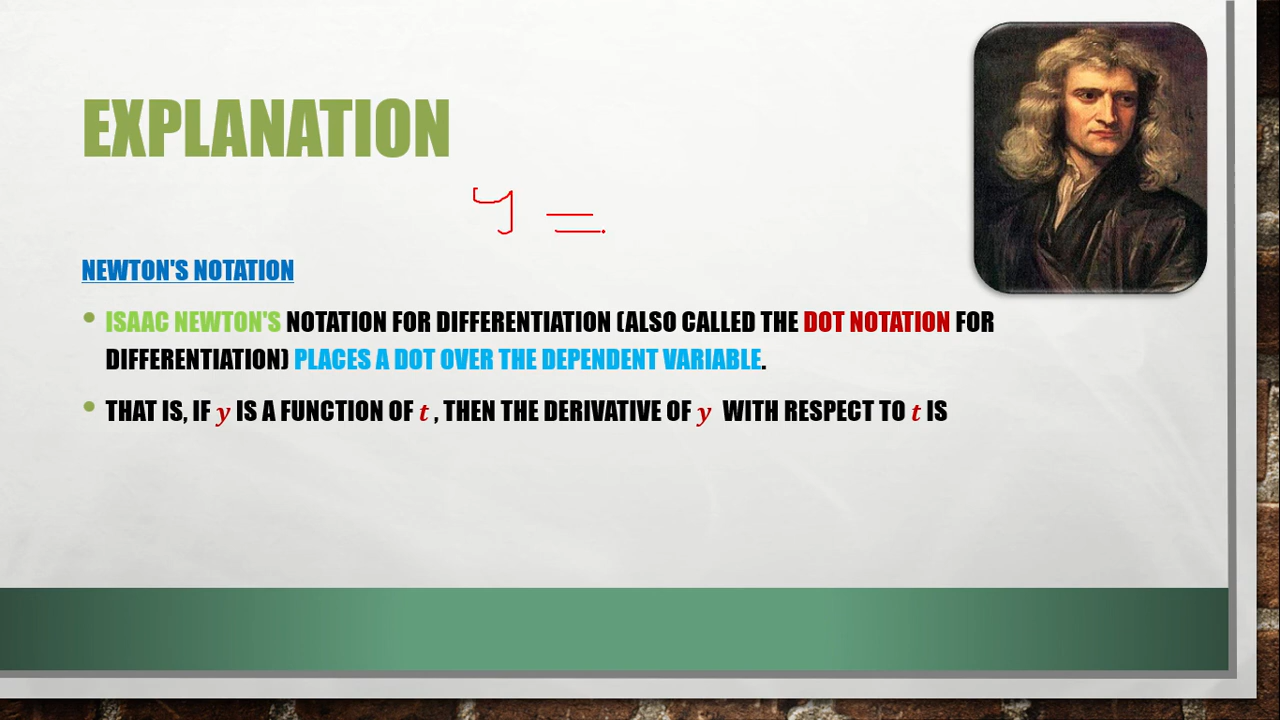 EXPLANATION
y =
NEWTON'S NOTATION
• ISAAC NEWTON'S NOTATION FOR DIFFERENTIATION (ALSO CALLED THE DOT NOTATION FOR
DIFFERENTIATION) PLACES A DOT OVER THE DEPENDENT VARIABLE.
• THAT IS, IF y IS A FUNCTION OF t , THEN THE DERIVATIVE OF y WITH RESPECT TO t IS